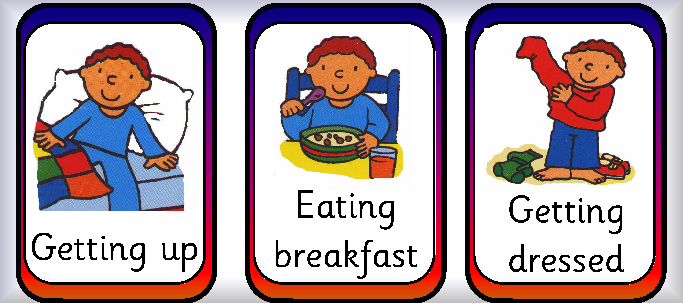 Getting up
Eating
breakfast
Getting
dressed